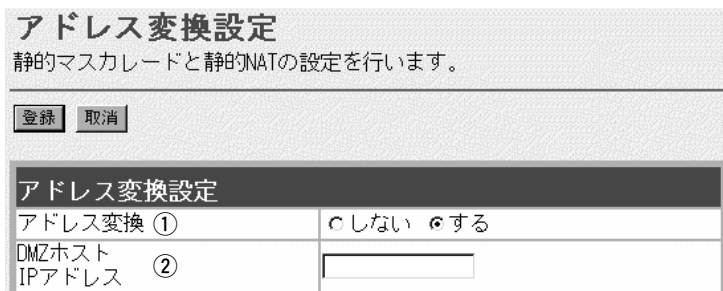 アドレス変換設定
静的マスカレードと静的NATの設定を行います。
登録 取消
アドレス変換設定
アドレス変換 ① しない する
DMZホスト
IPアドレス ②